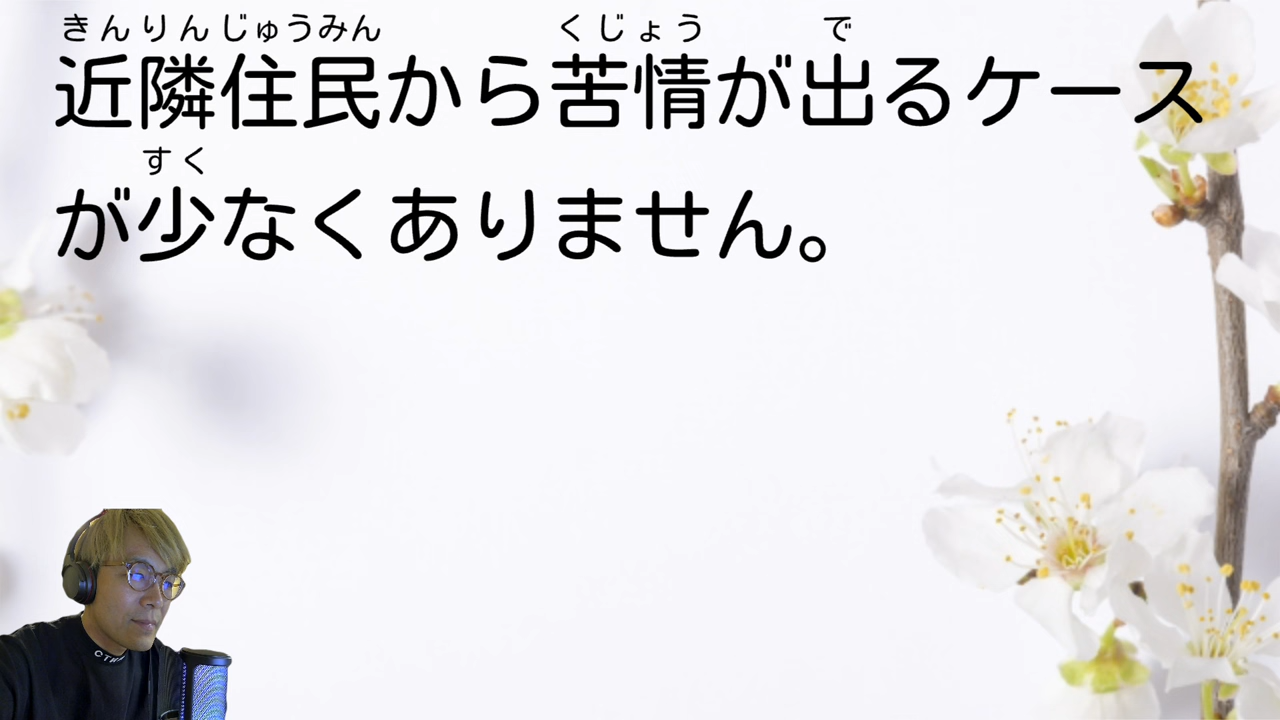 きんりんじゅうみん くじょう で
近隣住民から苦情が出るケース
すく
が少なくありません。